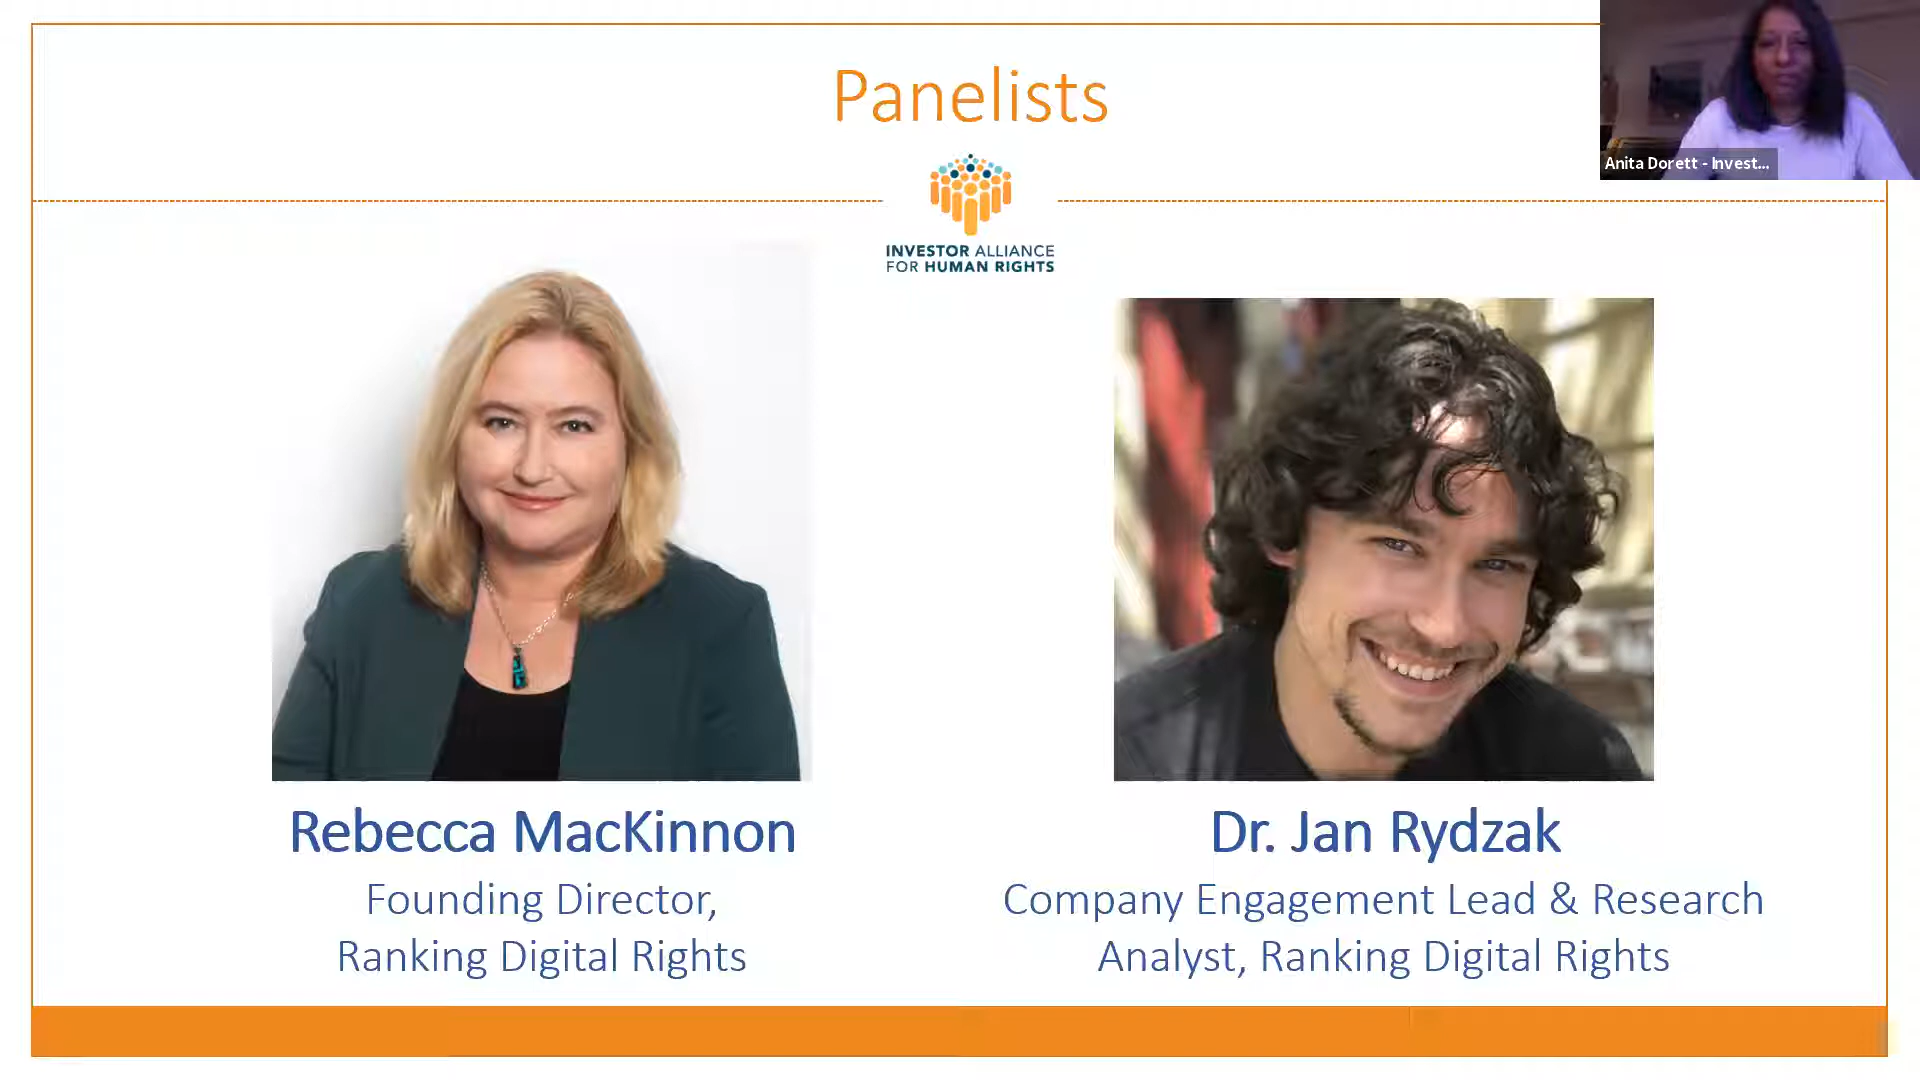 Panelists
Anita Dorett - Invest...
INVESTOR ALLIANCE
FOR HUMAN RIGHTS
Rebecca MacKinnon
Founding Director,
Ranking Digital Rights
Dr. Jan Rydzak
Company Engagement Lead & Research
Analyst, Ranking Digital Rights